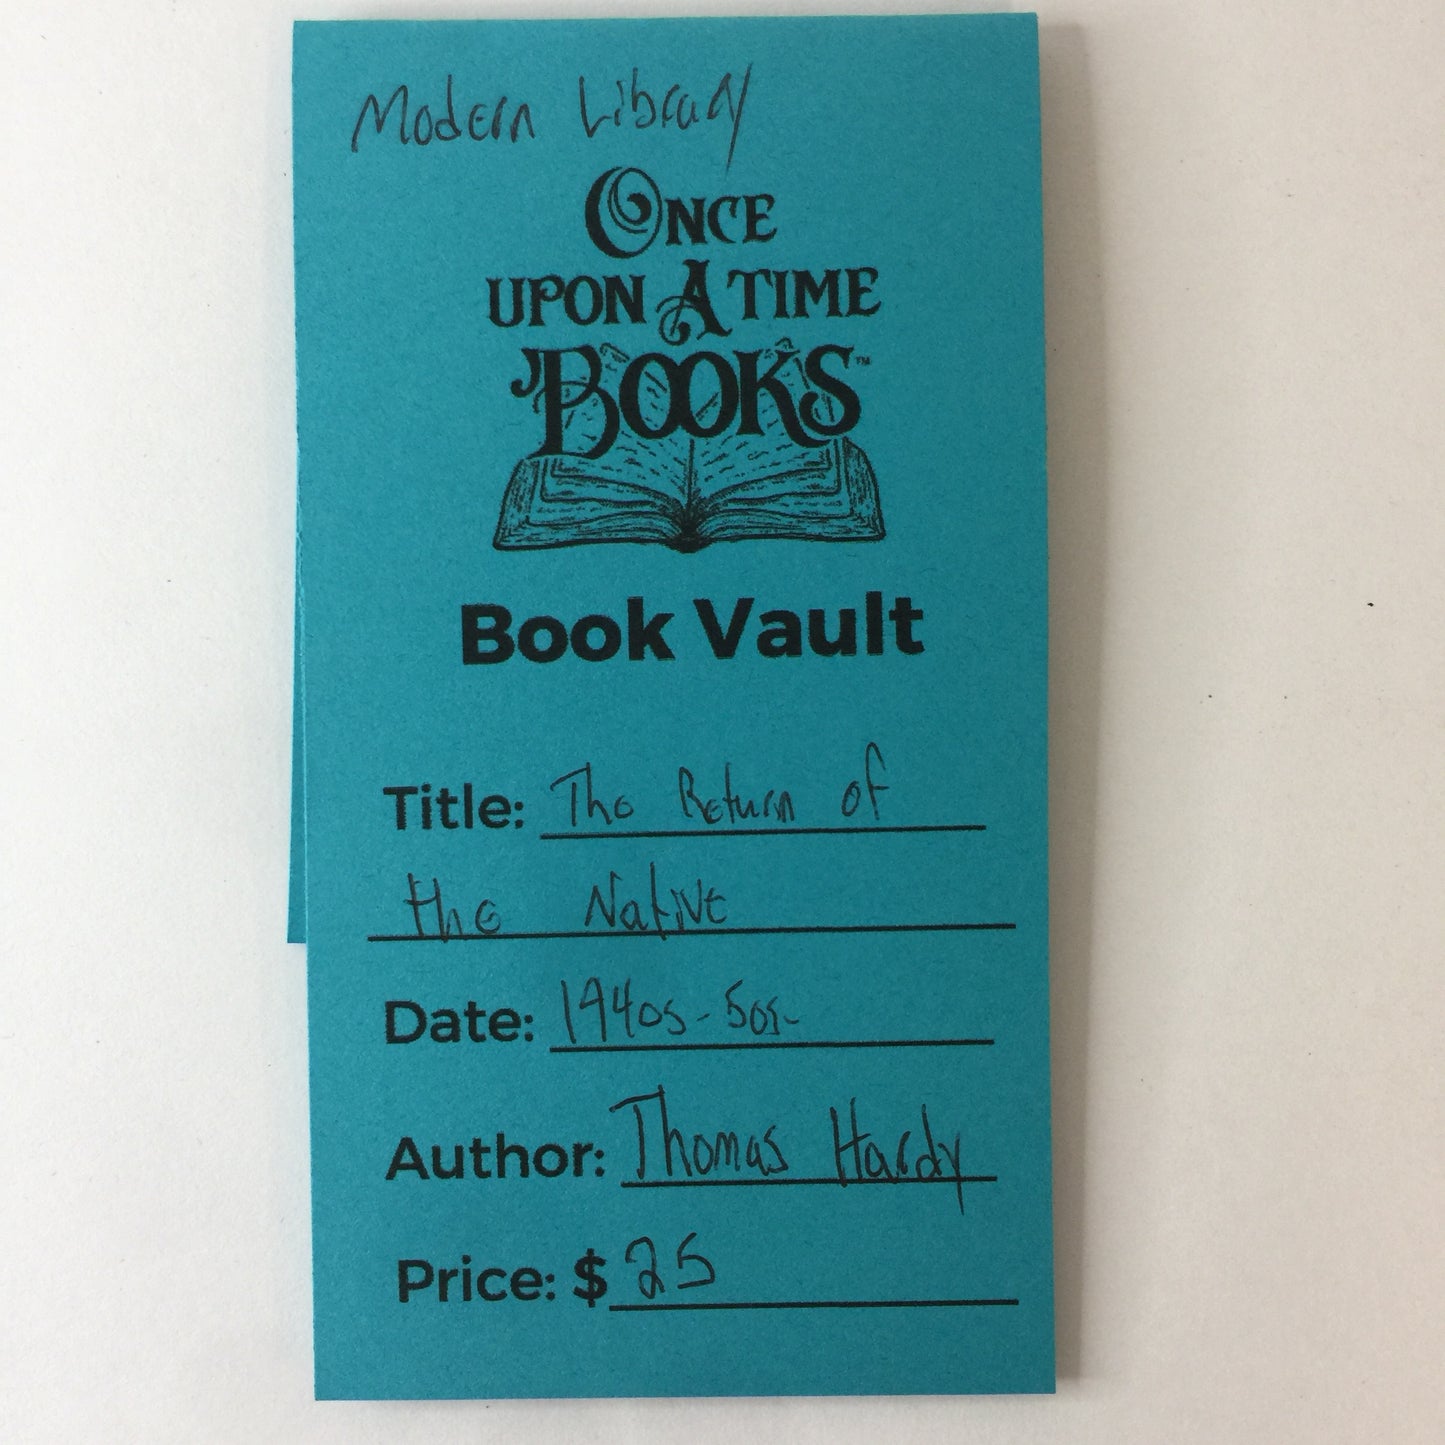 Modern Library
ONCE
UPON A TIME
BOOKS™
Book Vault
Title: The Return of
the Native
Date: 1940s-50s-
Author: Thomas Hardy
Price: $25